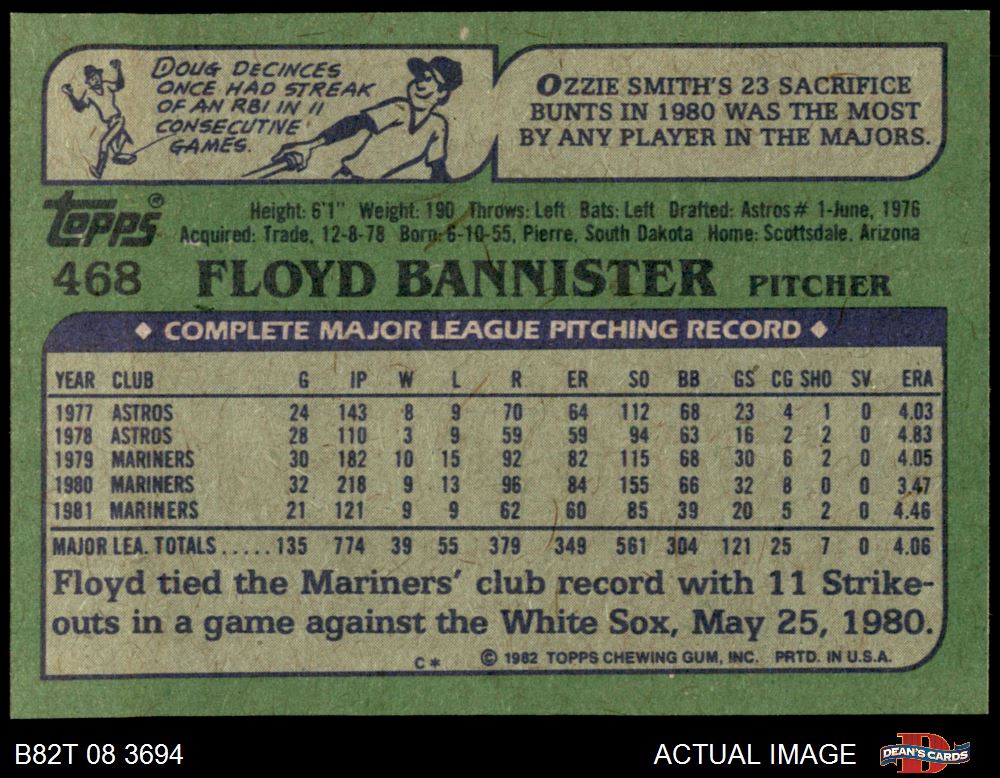 DOUG DECINCES
ONCE HAD STREAK
OF AN RBI IN 11
CONSECUTIVE
GAMES.
OZZIE SMITH'S 23 SACRIFICE
BUNTS IN 1980 WAS THE MOST
BY ANY PLAYER IN THE MAJORS.
TOPPS®
Height: 6'1" Weight: 190 Throws: Left Bats: Left Drafted: Astros# 1-June, 1976
Acquired: Trade, 12-8-78 Born: 6-10-55, Pierre, South Dakota Home: Scottsdale, Arizona
468 FLOYD BANNISTER PITCHER
◆ COMPLETE MAJOR LEAGUE PITCHING RECORD ◆
YEAR CLUB G IP W L R ER SO BB GS CG SHO SV ERA
1977 ASTROS 24 143 8 9 70 64 112 68 23 4 1 0 4.03
1978 ASTROS 28 110 3 9 59 59 94 63 16 2 2 0 4.83
1979 MARINERS 30 182 10 15 92 82 115 68 30 6 2 0 4.05
1980 MARINERS 32 218 9 13 96 84 155 66 32 8 0 0 3.47
1981 MARINERS 21 121 9 9 62 60 85 39 20 5 2 0 4.46
MAJOR LEA. TOTALS.....135 774 39 55 379 349 561 304 121 25 7 0 4.06
Floyd tied the Mariners' club record with 11 Strike-
outs in a game against the White Sox, May 25, 1980.
C* © 1982 TOPPS CHEWING GUM, INC. PRTD. IN U.S.A.
B82T 08 3694 ACTUAL IMAGE DEAN'S CARDS